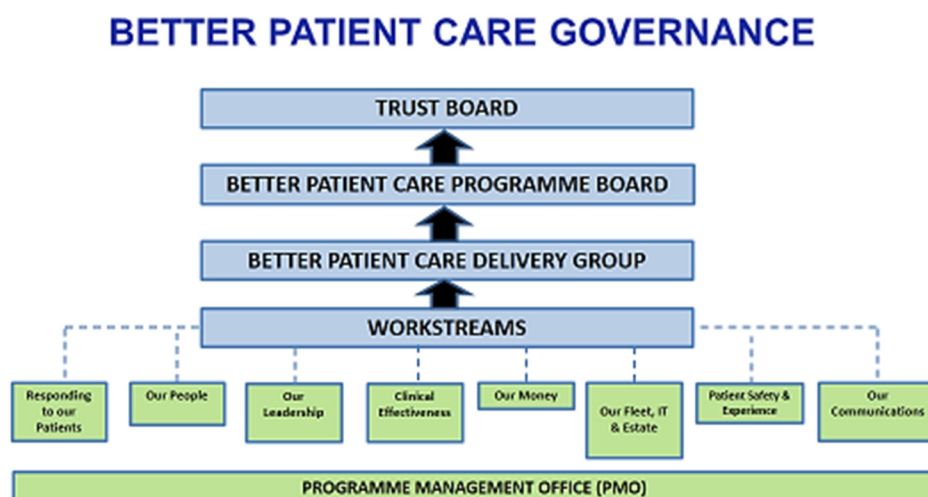 BETTER PATIENT CARE GOVERNANCE
TRUST BOARD
BETTER PATIENT CARE PROGRAMME BOARD
BETTER PATIENT CARE DELIVERY GROUP
WORKSTREAMS
Responding
to our
Patients
Our People
Our
Leadership
Clinical
Effectiveness
Our Money
Our Fleet, IT
& Estate
Patient Safety &
Experience
Our
Communications
PROGRAMME MANAGEMENT OFFICE (PMO)